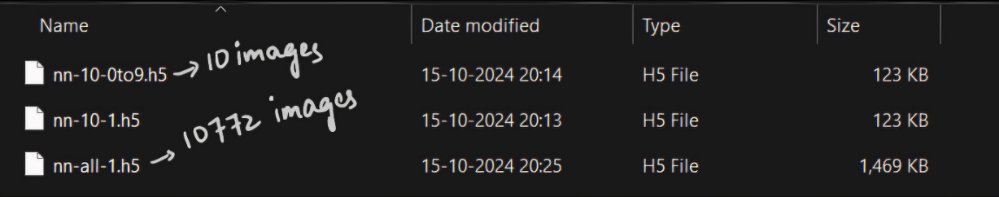 Name Date modified Type Size
nn-10-0to9.h5 → 10 images 15-10-2024 20:14 H5 File 123 KB
nn-10-1.h5 15-10-2024 20:13 H5 File 123 KB
nn-all-1.h5 → 10772 images 15-10-2024 20:25 H5 File 1,469 KB